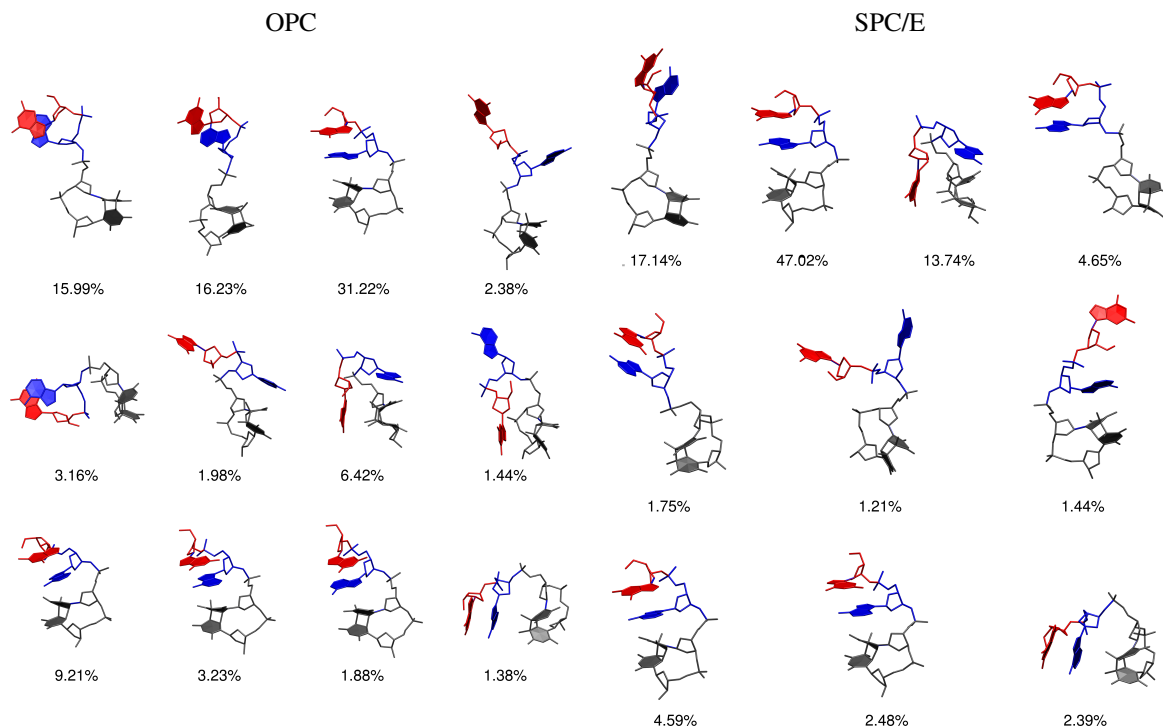 OPC
SPC/E
15.99% 16.23% 31.22% 2.38%
17.14% 47.02% 13.74% 4.65%
3.16% 1.98% 6.42% 1.44%
1.75% 1.21% 1.44%
9.21% 3.23% 1.88% 1.38%
4.59% 2.48% 2.39%